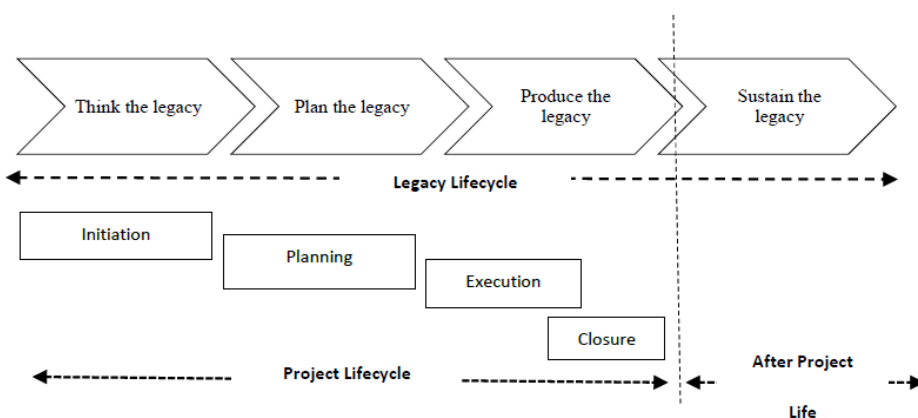 Think the legacy
Plan the legacy
Produce the
legacy
Sustain the
legacy
Legacy Lifecycle
Initiation
Planning
Execution
Closure
Project Lifecycle
After Project
Life